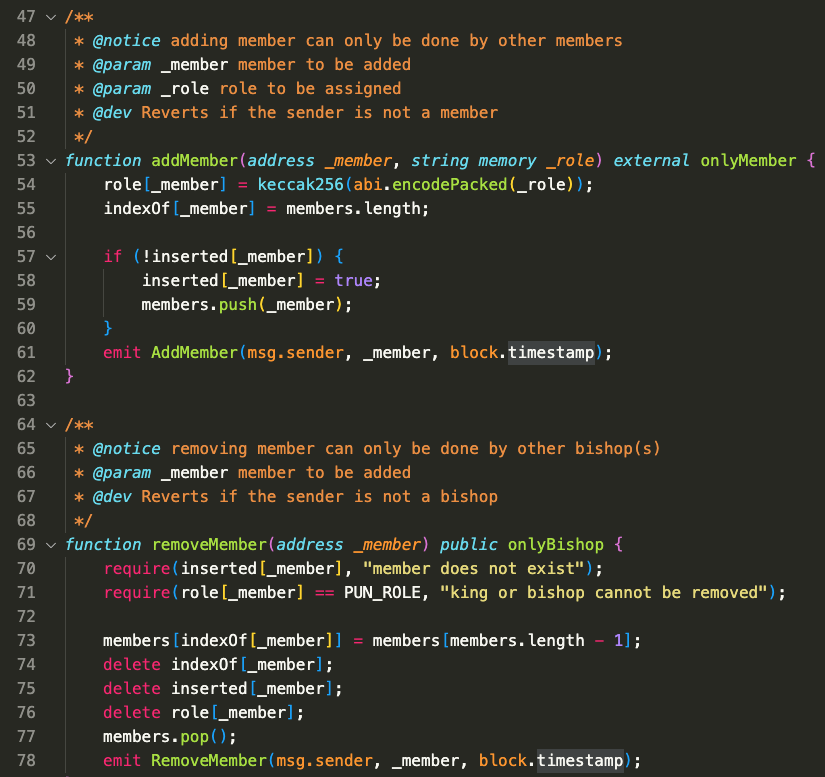 47 /**
48 * @notice adding member can only be done by other members
49 * @param _member member to be added
50 * @param _role role to be assigned
51 * @dev Reverts if the sender is not a member
52 */
53 function addMember(address _member, string memory _role) external onlyMember {
54 role[_member] = keccak256(abi.encodePacked(_role));
55 indexOf[_member] = members.length;
56
57 if (!inserted[_member]) {
58 inserted[_member] = true;
59 members.push(_member);
60 }
61 emit AddMember(msg.sender, _member, block.timestamp);
62 }
63
64 /**
65 * @notice removing member can only be done by other bishop(s)
66 * @param _member member to be added
67 * @dev Reverts if the sender is not a bishop
68 */
69 function removeMember(address _member) public onlyBishop {
70 require(inserted[_member], "member does not exist");
71 require(role[_member] == PUN_ROLE, "king or bishop cannot be removed");
72
73 members[indexOf[_member]] = members[members.length - 1];
74 delete indexOf[_member];
75 delete inserted[_member];
76 delete role[_member];
77 members.pop();
78 emit RemoveMember(msg.sender, _member, block.timestamp);